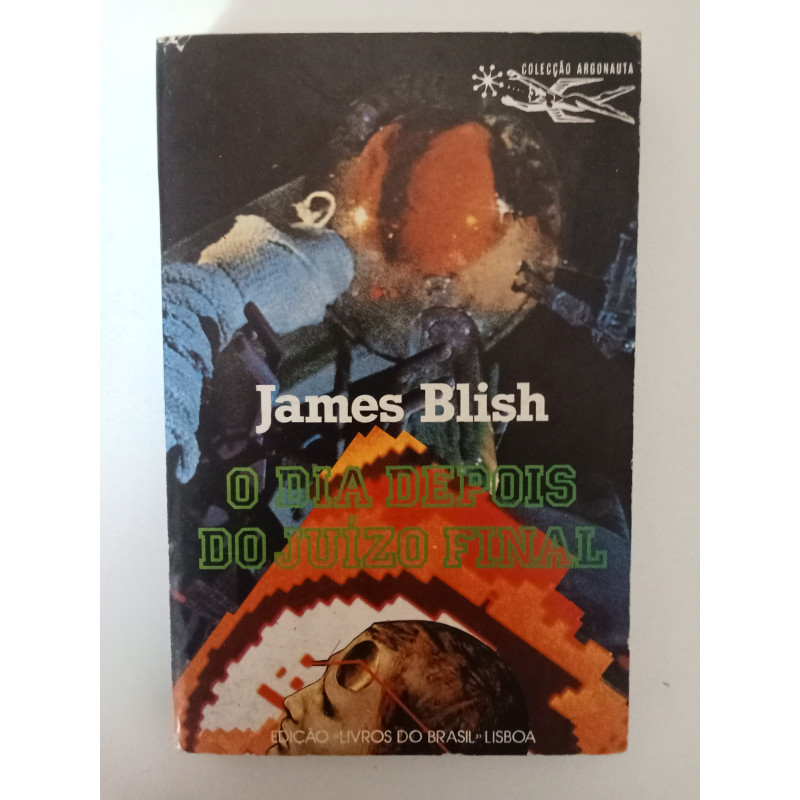 COLECÇÃO ARGONAUTA
James Blish
O DIA DEPOIS
DO JUÍZO FINAL
EDIÇÃO «LIVROS DO BRASIL» LISBOA